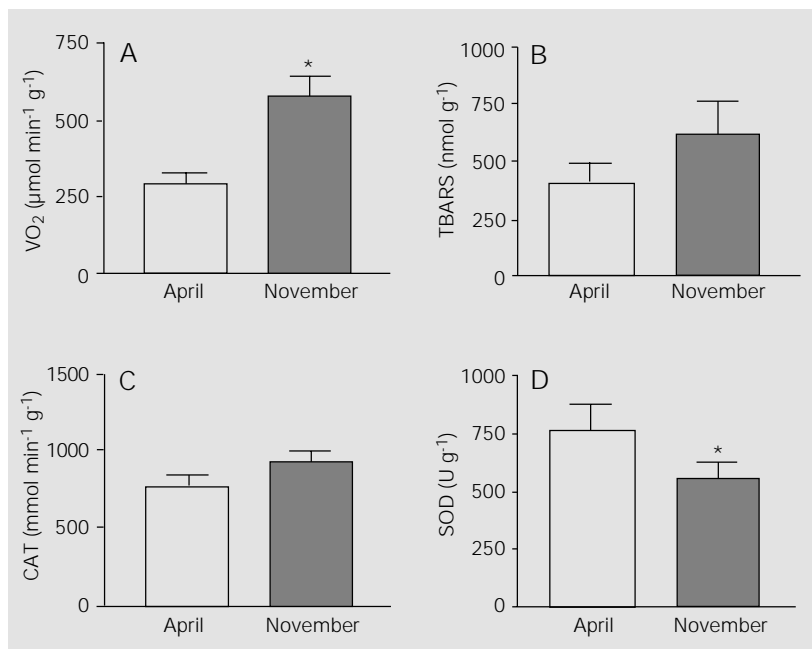 A
VO2 (µmol min-1 g-1)
750
*
500
250
0
April
November
B
TBARS (nmol g-1)
1000
750
500
250
0
April
November
C
CAT (mmol min-1 g-1)
1500
1000
500
0
April
November
D
SOD (U g-1)
1000
750
*
500
250
0
April
November